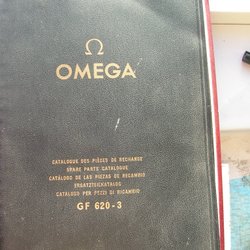 Ω
OMEGA
CATALOGUE DES PIÈCES DE RECHANGE
SPARE PARTS CATALOGUE
CATÁLOGO DE LAS PIEZAS DE RECAMBIO
ERSATZTEILKATALOG
CATALOGO PER PEZZI DI RICAMBIO
GF 620-3